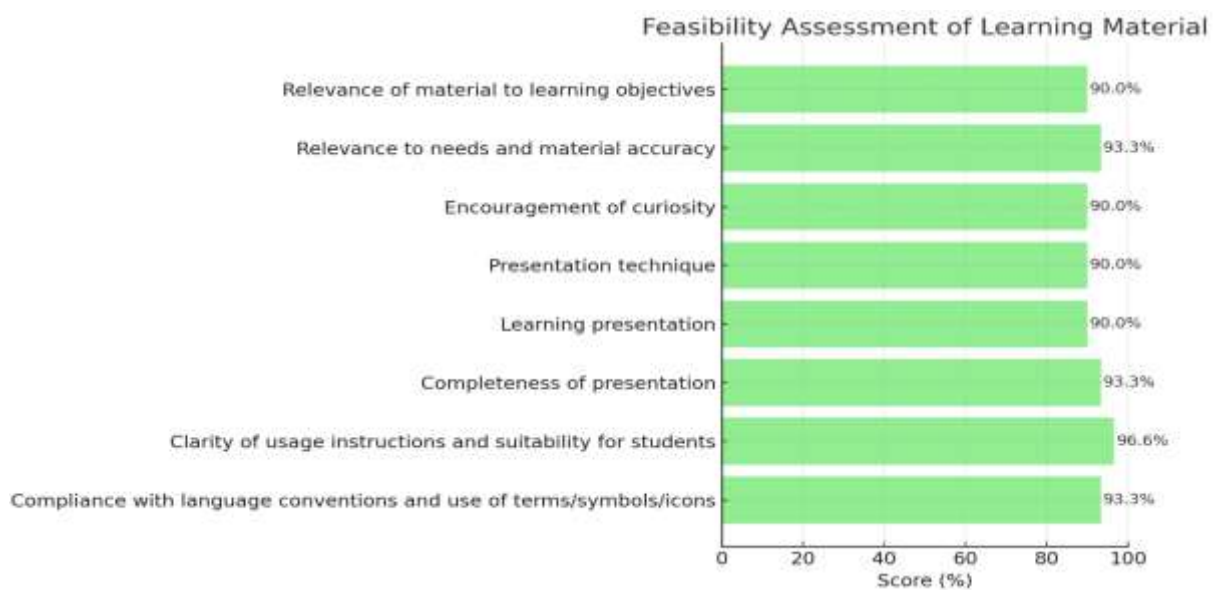 Feasibility Assessment of Learning Material
Relevance of material to learning objectives 90.0%
Relevance to needs and material accuracy 93.3%
Encouragement of curiosity 90.0%
Presentation technique 90.0%
Learning presentation 90.0%
Completeness of presentation 93.3%
Clarity of usage instructions and suitability for students 96.6%
Compliance with language conventions and use of terms/symbols/icons 93.3%
0 20 40 60 80 100
Score (%)